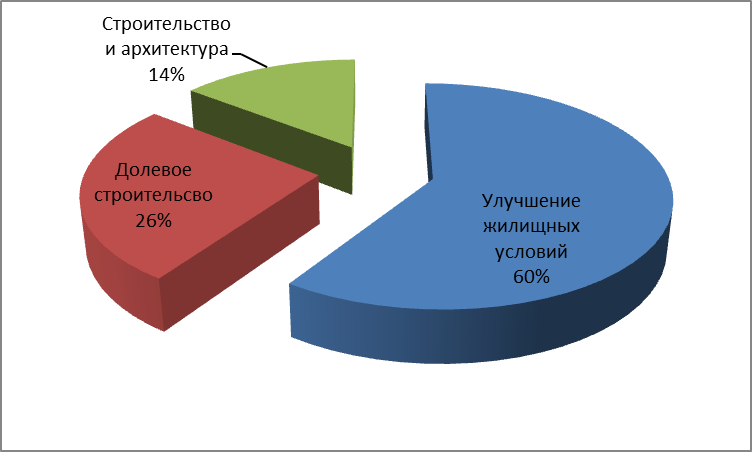 Строительство
и архитектура
14%
Долевое
строительсво
26%
Улучшение
жилищных
условий
60%